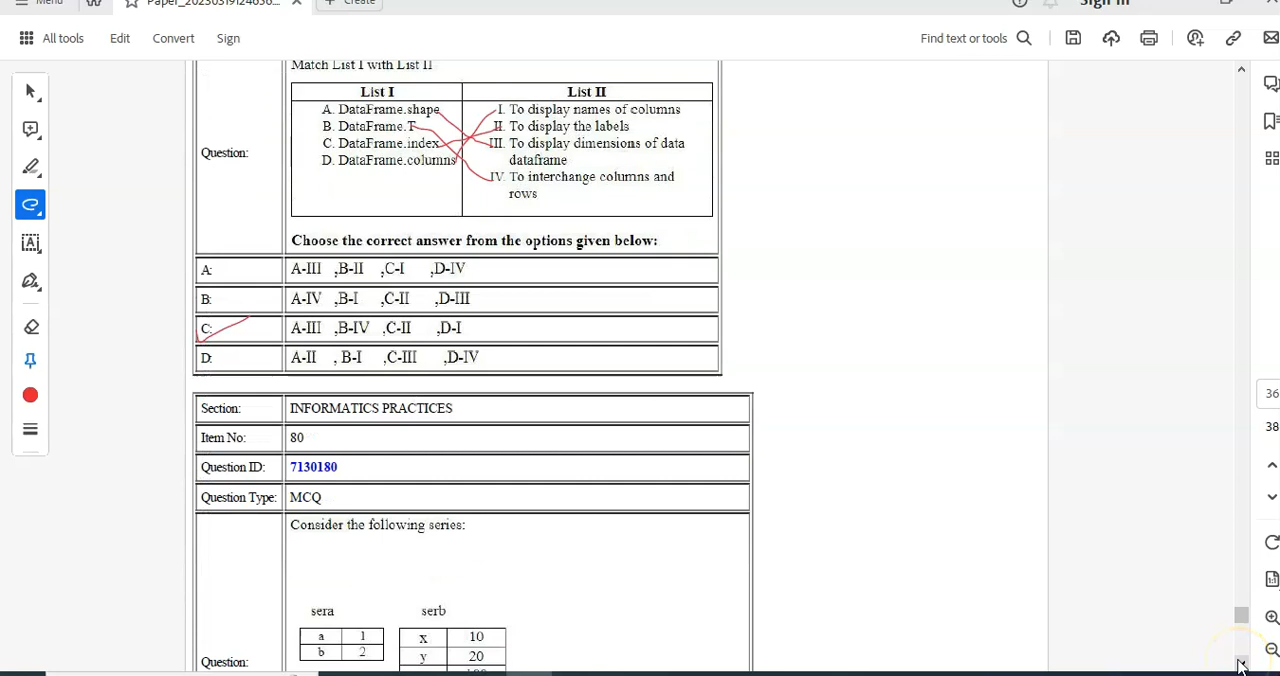 Menu
Paper_20230319124636...
Create
Sign in
All tools
Edit
Convert
Sign
Find text or tools
Match List I with List II
List I
List II
A. DataFrame.shape
B. DataFrame.T
C. DataFrame.index
D. DataFrame.columns
I. To display names of columns
II. To display the labels
III. To display dimensions of data
dataframe
IV. To interchange columns and
rows
Question:
Choose the correct answer from the options given below:
A: A-III ,B-II ,C-I ,D-IV
B: A-IV ,B-I ,C-II ,D-III
C: A-III ,B-IV ,C-II ,D-I
D: A-II , B-I ,C-III ,D-IV
Section: INFORMATICS PRACTICES
Item No: 80
Question ID: 7130180
Question Type: MCQ
Consider the following series:
sera serb
a 1
b 2
x 10
y 20
Question:
36
38